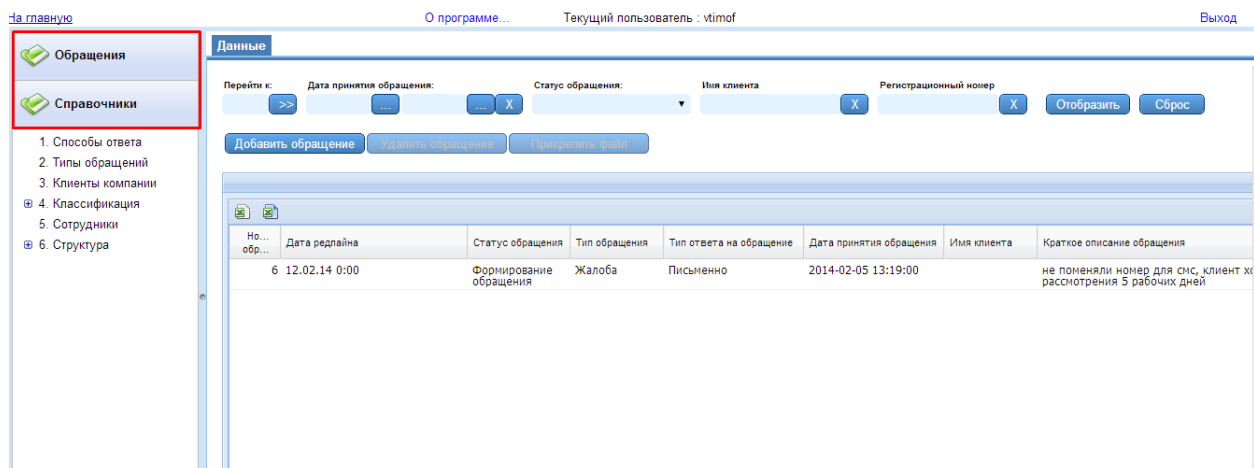 На главную
О программе...
Текущий пользователь : vtimof
Выход
Обращения
Справочники
1. Способы ответа
2. Типы обращений
3. Клиенты компании
4. Классификация
5. Сотрудники
6. Структура
Данные
Перейти к: Дата принятия обращения: Статус обращения: Имя клиента Регистрационный номер
>> ... ... X X X Отобразить Сброс
Добавить обращение Удалить обращение Прикрепить файл
Но... обр... Дата редлайна Статус обращения Тип обращения Тип ответа на обращение Дата принятия обращения Имя клиента Краткое описание обращения
6 12.02.14 0:00 Формирование Жалоба Письменно 2014-02-05 13:19:00 не поменяли номер для смс, клиент
обращения рассмотрения 5 рабочих дней